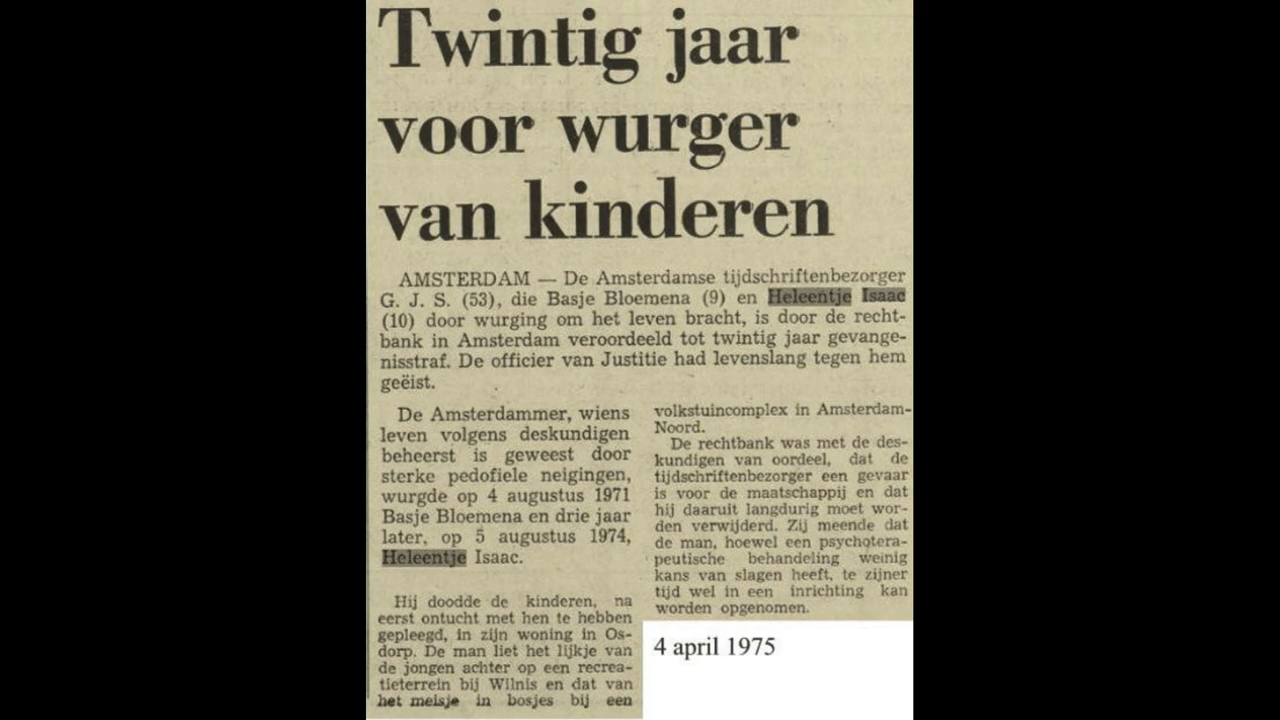 Twintig jaar
voor wurger
van kinderen
AMSTERDAM — De Amsterdamse tijdschriftenbezorger
G. J. S. (53), die Basje Bloemena (9) en Heleentje Isaac
(10) door wurging om het leven bracht, is door de recht-
bank in Amsterdam veroordeeld tot twintig jaar gevange-
nisstraf. De officier van Justitie had levenslang tegen hem
geëist.
De Amsterdammer, wiens
leven volgens deskundigen
beheerst is geweest door
sterke pedofiele neigingen,
wurgde op 4 augustus 1971
Basje Bloemena en drie jaar
later, op 5 augustus 1974,
Heleentje Isaac.
Hij doodde de kinderen, na
eerst ontucht met hen te hebben
gepleegd, in zijn woning in Os-
dorp. De man liet het lijkje van
de jongen achter op een recrea-
tieterrein bij Wilnis en dat van
het meisje in bosjes bij een
volkstuincomplex in Amsterdam-
Noord.
De rechtbank was met de des-
kundigen van oordeel, dat de
tijdschriftenbezorger een gevaar
is voor de maatschappij en dat
hij daaruit langdurig moet wor-
den verwijderd. Zij meende dat
de man, hoewel een psychotera-
peutische behandeling weinig
kans van slagen heeft, te zijner
tijd wel in een inrichting kan
worden opgenomen.
4 april 1975